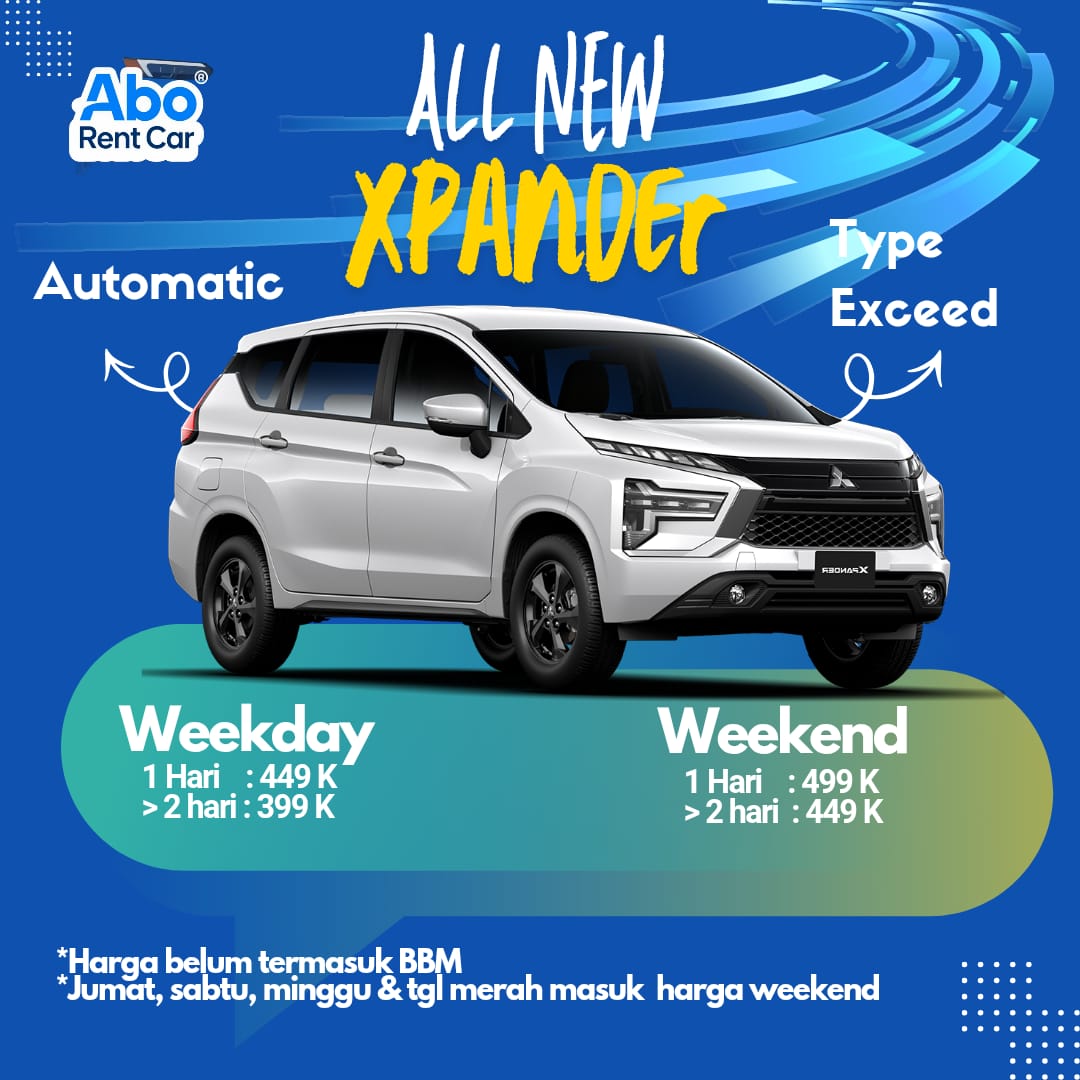 Abo®
Rent Car
ALL NEW
XPANDEr
Automatic
Type
Exceed
XPANDER
Weekday
1 Hari : 449 K
> 2 hari : 399 K
Weekend
1 Hari : 499 K
> 2 hari : 449 K
*Harga belum termasuk BBM
*Jumat, sabtu, minggu & tgl merah masuk harga weekend